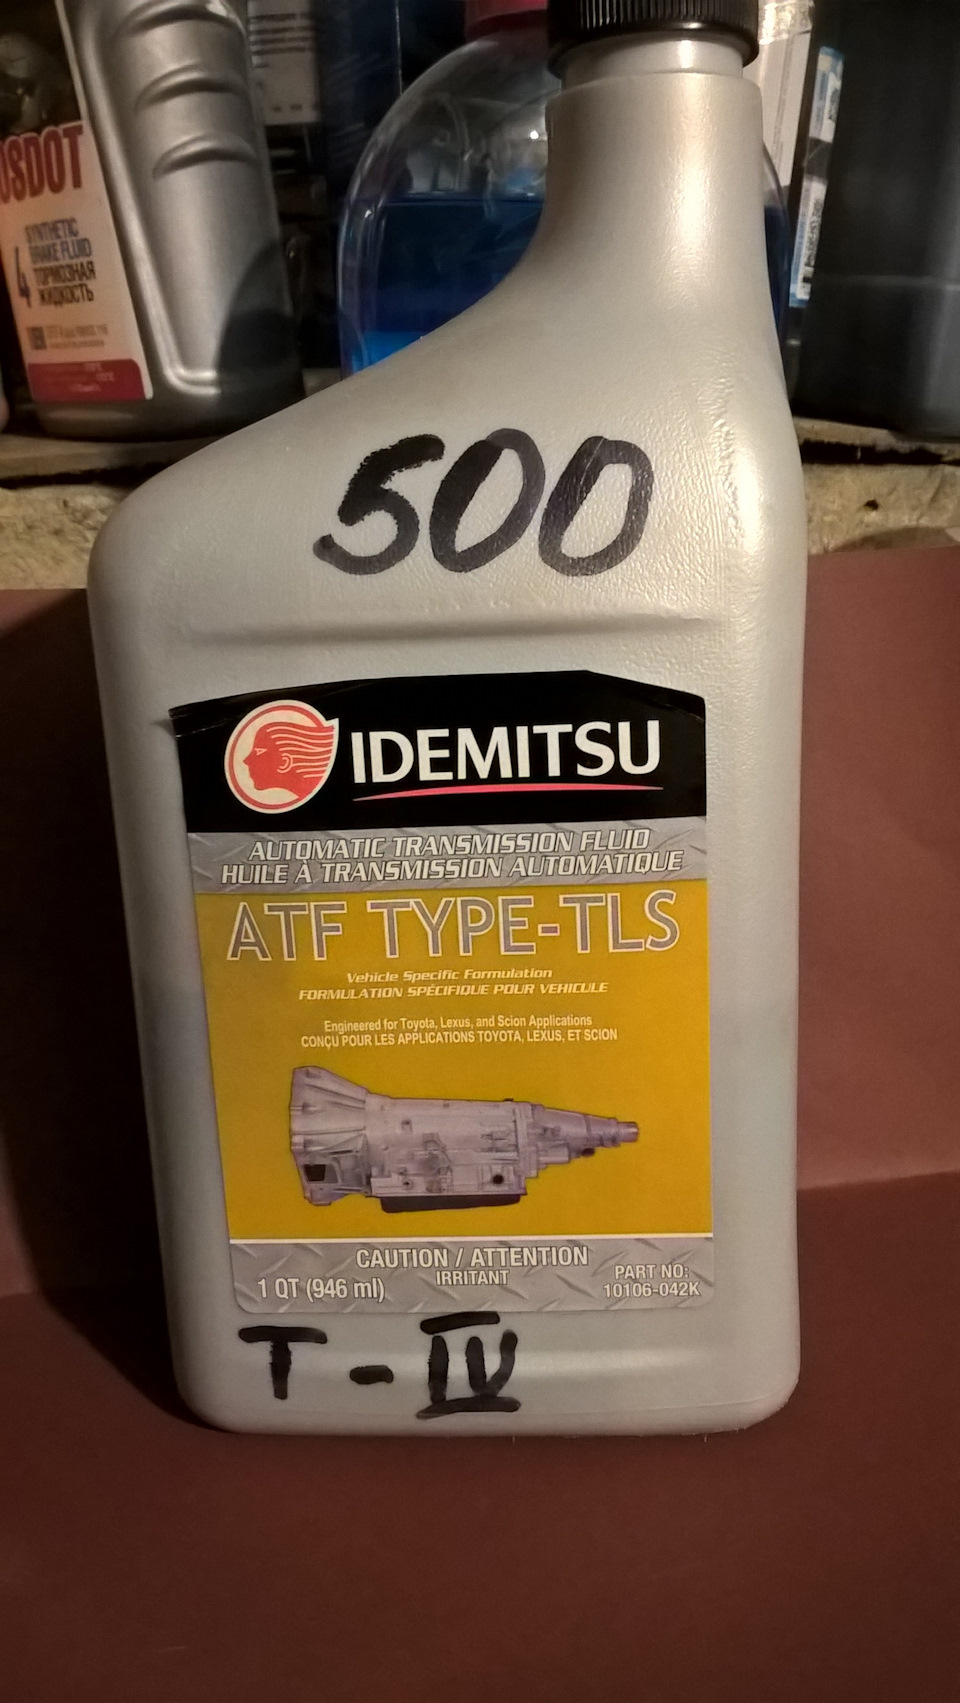 OSDOT
4
SYNTHETIC
BRAKE FLUID
ТОРМОЗНАЯ
ЖИДКОСТЬ
500
IDEMITSU
AUTOMATIC TRANSMISSION FLUID
HUILE À TRANSMISSION AUTOMATIQUE
ATF TYPE-TLS
Vehicle Specific Formulation
FORMULATION SPÉCIFIQUE POUR VEHICULE
Engineered for Toyota, Lexus, and Scion Applications
CONÇU POUR LES APPLICATIONS TOYOTA, LEXUS, ET SCION
CAUTION / ATTENTION
IRRITANT
1 QT (946 ml)
PART NO:
10106-042K
T-IV